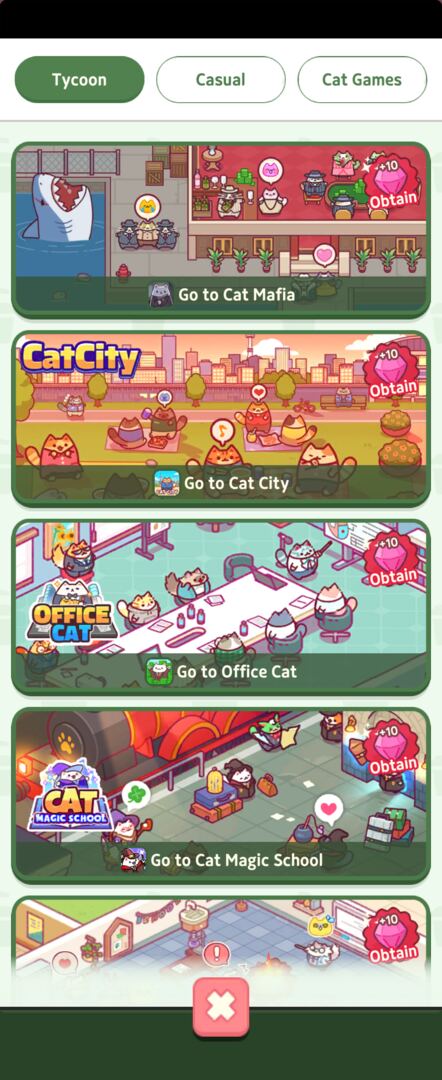 Tycoon
Casual
Cat Games
+10
Obtain
Go to Cat Mafia
CatCity
+10
Obtain
Go to Cat City
OFFICE
CAT
+10
Obtain
Go to Office Cat
CAT
MAGIC SCHOOL
+10
Obtain
Go to Cat Magic School
+10
Obtain